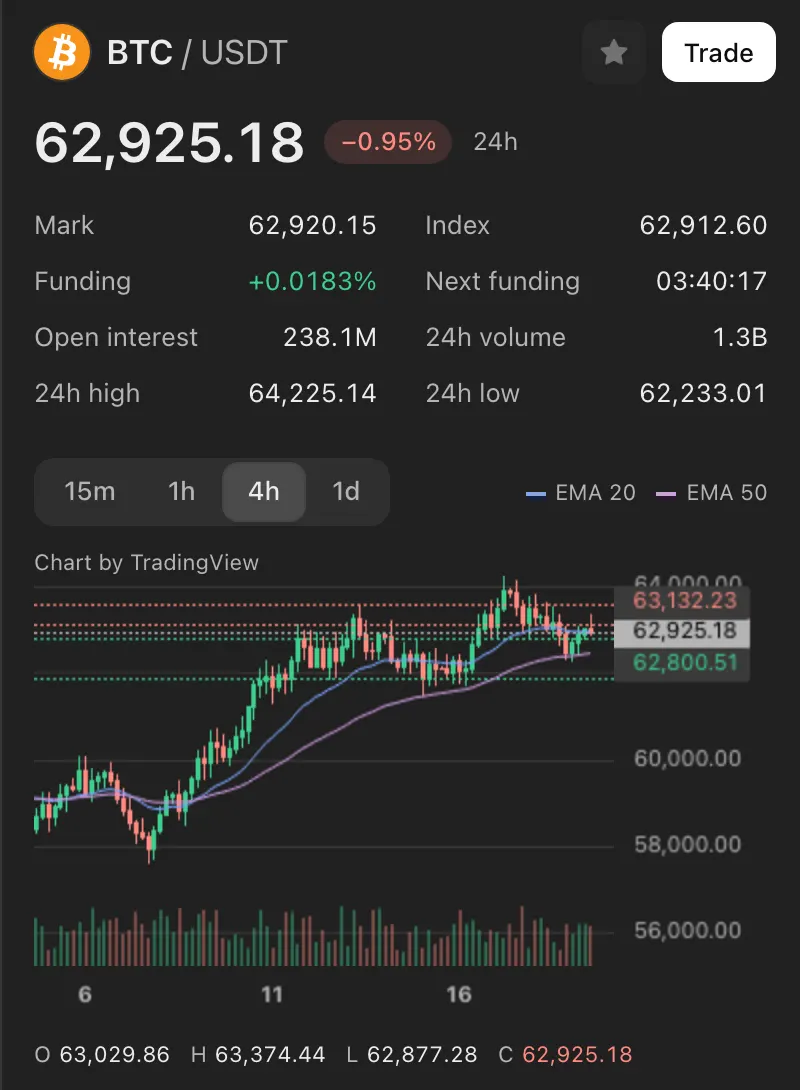 BTC / USDT
Trade
62,925.18 −0.95% 24h
Mark 62,920.15 Index 62,912.60
Funding +0.0183% Next funding 03:40:17
Open interest 238.1M 24h volume 1.3B
24h high 64,225.14 24h low 62,233.01
15m 1h 4h 1d
EMA 20 EMA 50
Chart by TradingView
64,000.00
63,132.23
62,925.18
62,800.51
60,000.00
58,000.00
56,000.00
6 11 16
O 63,029.86 H 63,374.44 L 62,877.28 C 62,925.18